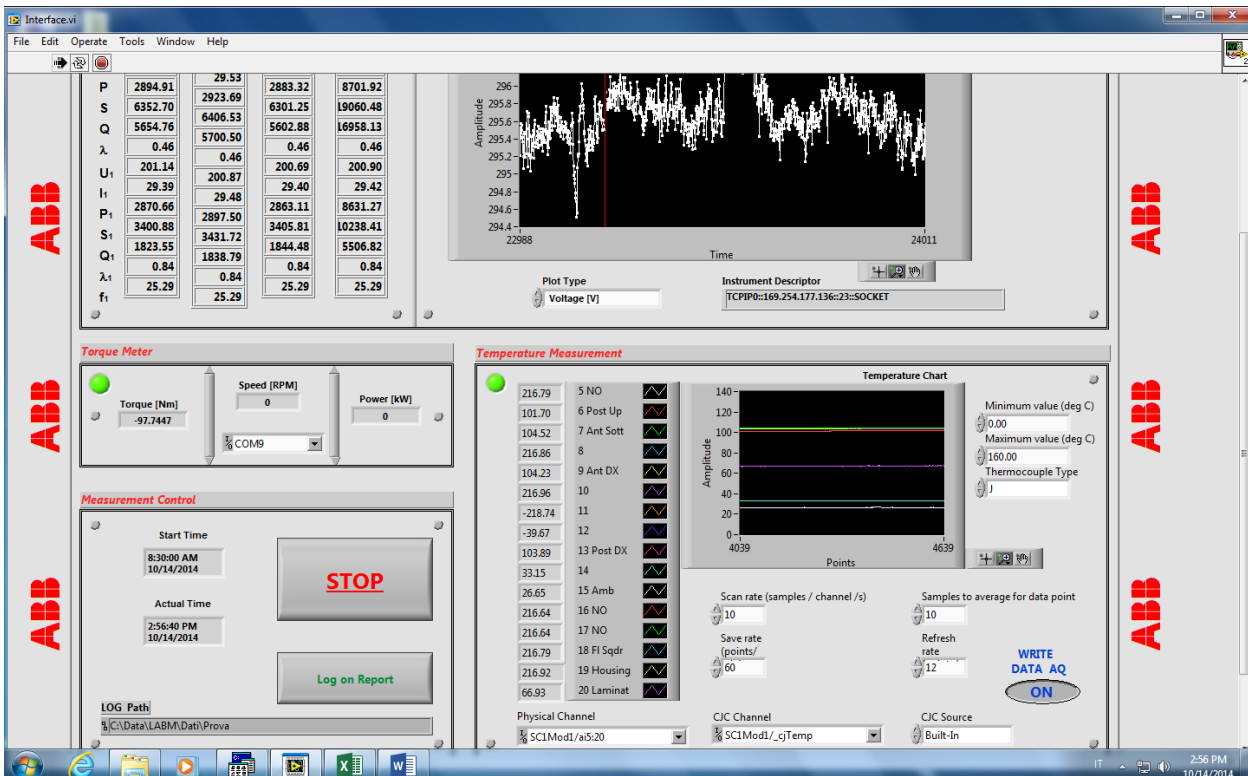 Interface.vi
File Edit Operate Tools Window Help
2
29.53
P 2894.91 2923.69 2883.32 8701.92
S 6352.70 6406.53 6301.25 19060.48
Q 5654.76 5700.50 5602.88 16958.13
λ 0.46 0.46 0.46 0.46
U1 201.14 200.87 200.69 200.90
I1 29.39 29.48 29.40 29.42
P1 2870.66 2897.50 2863.11 8631.27
S1 3400.88 3431.72 3405.81 10238.41
Q1 1823.55 1838.79 1844.48 5506.82
λ1 0.84 0.84 0.84 0.84
f1 25.29 25.29 25.29 25.29
Amplitude
296
295.8
295.6
295.4
295.2
295
294.8
294.6
294.4
22988 24011
Time
Plot Type
Voltage [V]
Instrument Descriptor
TCPIP0::169.254.177.136::23::SOCKET
ABB
ABB
ABB
ABB
ABB
ABB
Torque Meter
Torque [Nm]
-97.7447
Speed [RPM]
0
COM9
Power [kW]
0
Measurement Control
Start Time
8:30:00 AM
10/14/2014
Actual Time
2:56:40 PM
10/14/2014
STOP
Log on Report
LOG Path
C:\Data\LABM\Dati\Prova
Temperature Measurement
216.79 5 NO
101.70 6 Post Up
104.52 7 Ant Sott
216.86 8
104.23 9 Ant DX
216.96 10
-218.74 11
-39.67 12
103.89 13 Post DX
33.15 14
26.65 15 Amb
216.64 16 NO
216.64 17 NO
216.79 18 Fl Sqdr
216.92 19 Housing
66.93 20 Laminat
Temperature Chart
Amplitude
140
120
100
80
60
40
20
0
4039 4639
Points
Minimum value (deg C)
0.00
Maximum value (deg C)
160.00
Thermocouple Type
J
Scan rate (samples / channel /s)
10
Samples to average for data point
10
Save rate
(points/
60
Refresh
rate
12
WRITE
DATA AQ
ON
Physical Channel
SC1Mod1/ai5:20
CJC Channel
SC1Mod1/_cjTemp
CJC Source
Built-In
IT
2:56 PM
10/14/2014